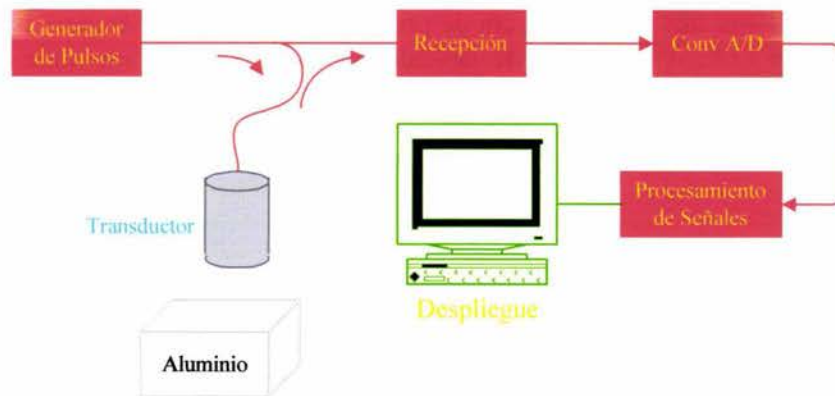 Generador
de Pulsos
Recepción
Conv A/D
Procesamiento
de Señales
Transductor
Despliegue
Aluminio